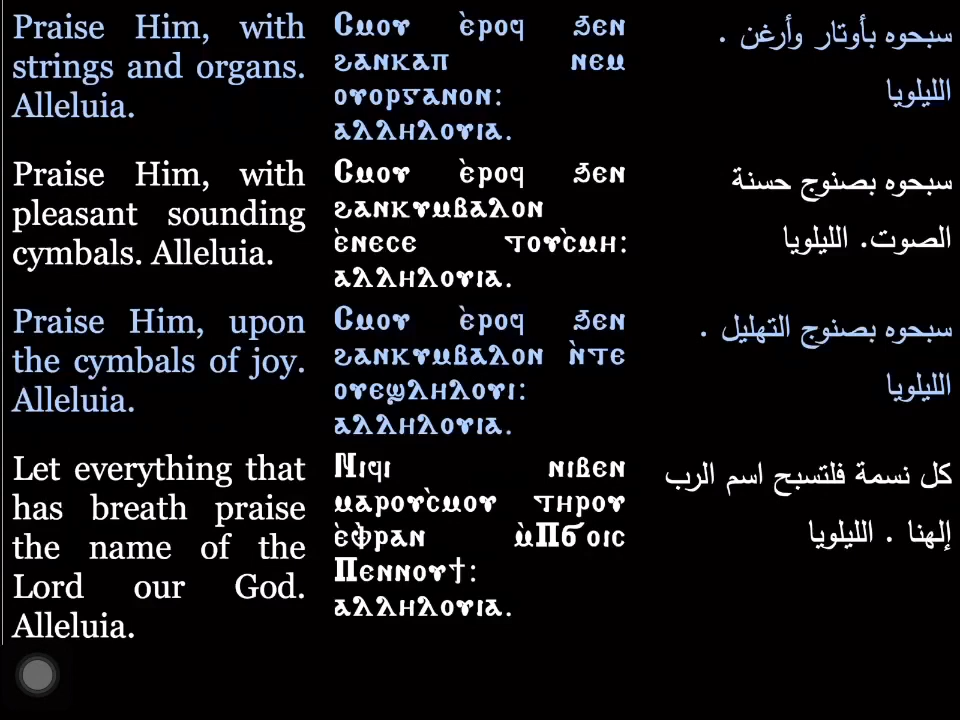 Praise Him, with
strings and organs.
Alleluia.
Ⲥⲙⲟⲩ ⲉ̀ⲣⲟϥ ϧⲉⲛ
ϩⲁⲛⲕⲁⲡ ⲛⲉⲙ
ⲟⲩⲟⲣⲅⲁⲛⲟⲛ:
ⲁⲗⲗⲏⲗⲟⲩⲓⲁ.
سبحوه بأوتار وأرغن .
الليلويا
Praise Him, with
pleasant sounding
cymbals. Alleluia.
Ⲥⲙⲟⲩ ⲉ̀ⲣⲟϥ ϧⲉⲛ
ϩⲁⲛⲕⲩⲙⲃⲁⲗⲟⲛ
ⲉ̀ⲛⲉⲥⲉ ⲧⲟⲩⲥ̀ⲙⲏ:
ⲁⲗⲗⲏⲗⲟⲩⲓⲁ.
سبحوه بصنوج حسنة
الصوت. الليلويا
Praise Him, upon
the cymbals of joy.
Alleluia.
Ⲥⲙⲟⲩ ⲉ̀ⲣⲟϥ ϧⲉⲛ
ϩⲁⲛⲕⲩⲙⲃⲁⲗⲟⲛ ⲛ̀ⲧⲉ
ⲟⲩⲉϣⲗⲏⲗⲟⲩⲓ:
ⲁⲗⲗⲏⲗⲟⲩⲓⲁ.
سبحوه بصنوج التهليل .
الليلويا
Let everything that
has breath praise
the name of the
Lord our God.
Alleluia.
Ⲛⲓϥⲓ ⲛⲓⲃⲉⲛ
ⲙⲁⲣⲟⲩⲥ̀ⲙⲟⲩ ⲧⲏⲣⲟⲩ
ⲉ̀ⲫ̀ⲣⲁⲛ ⲙ̀Ⲡϭⲟⲓⲥ
Ⲡⲉⲛⲛⲟⲩϯ:
ⲁⲗⲗⲏⲗⲟⲩⲓⲁ.
كل نسمة فلتسبح اسم الرب
إلهنا . الليلويا